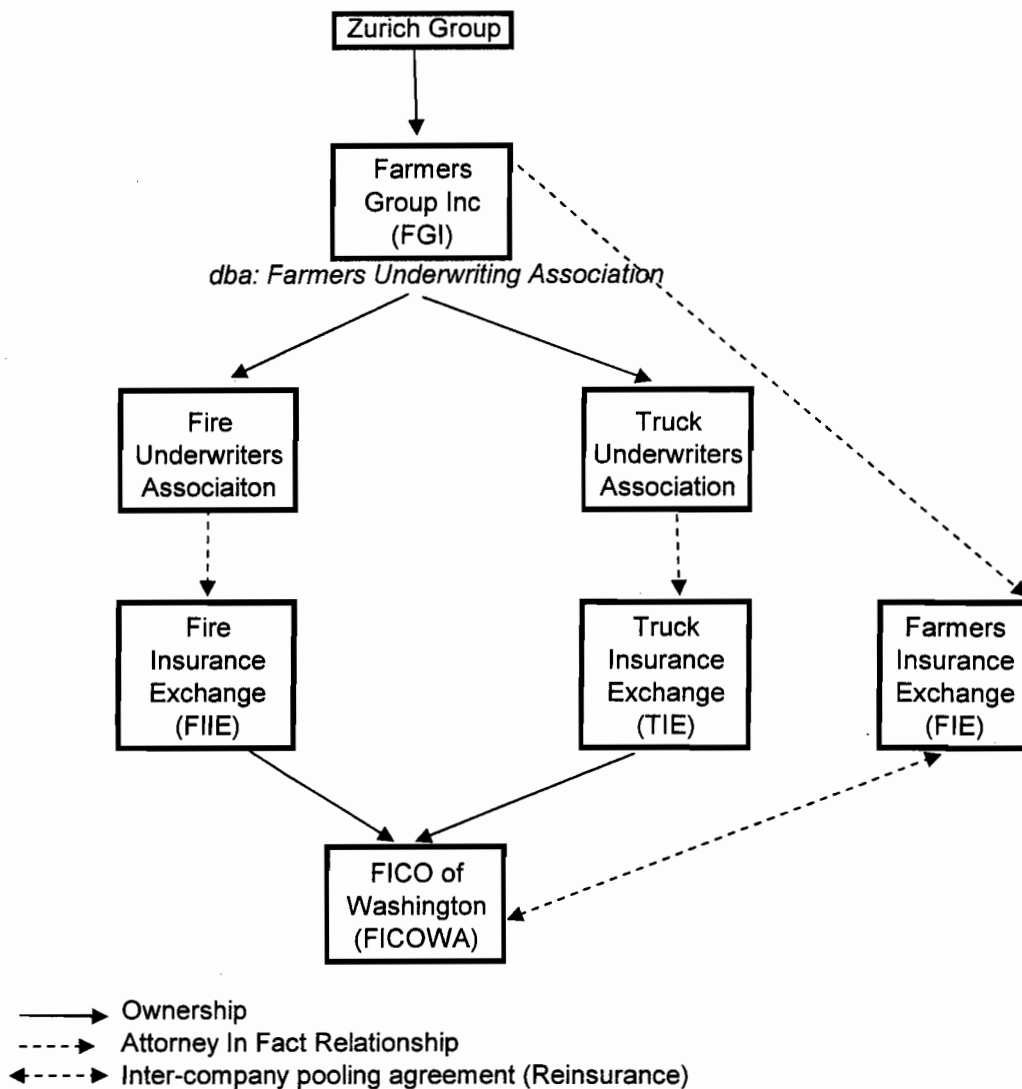 Zurich Group
Farmers
Group Inc
(FGI)
dba: Farmers Underwriting Association
Fire
Underwriters
Associaiton
Truck
Underwriters
Association
Fire
Insurance
Exchange
(FIIE)
Truck
Insurance
Exchange
(TIE)
Farmers
Insurance
Exchange
(FIE)
FICO of
Washington
(FICOWA)
Ownership
Attorney In Fact Relationship
Inter-company pooling agreement (Reinsurance)